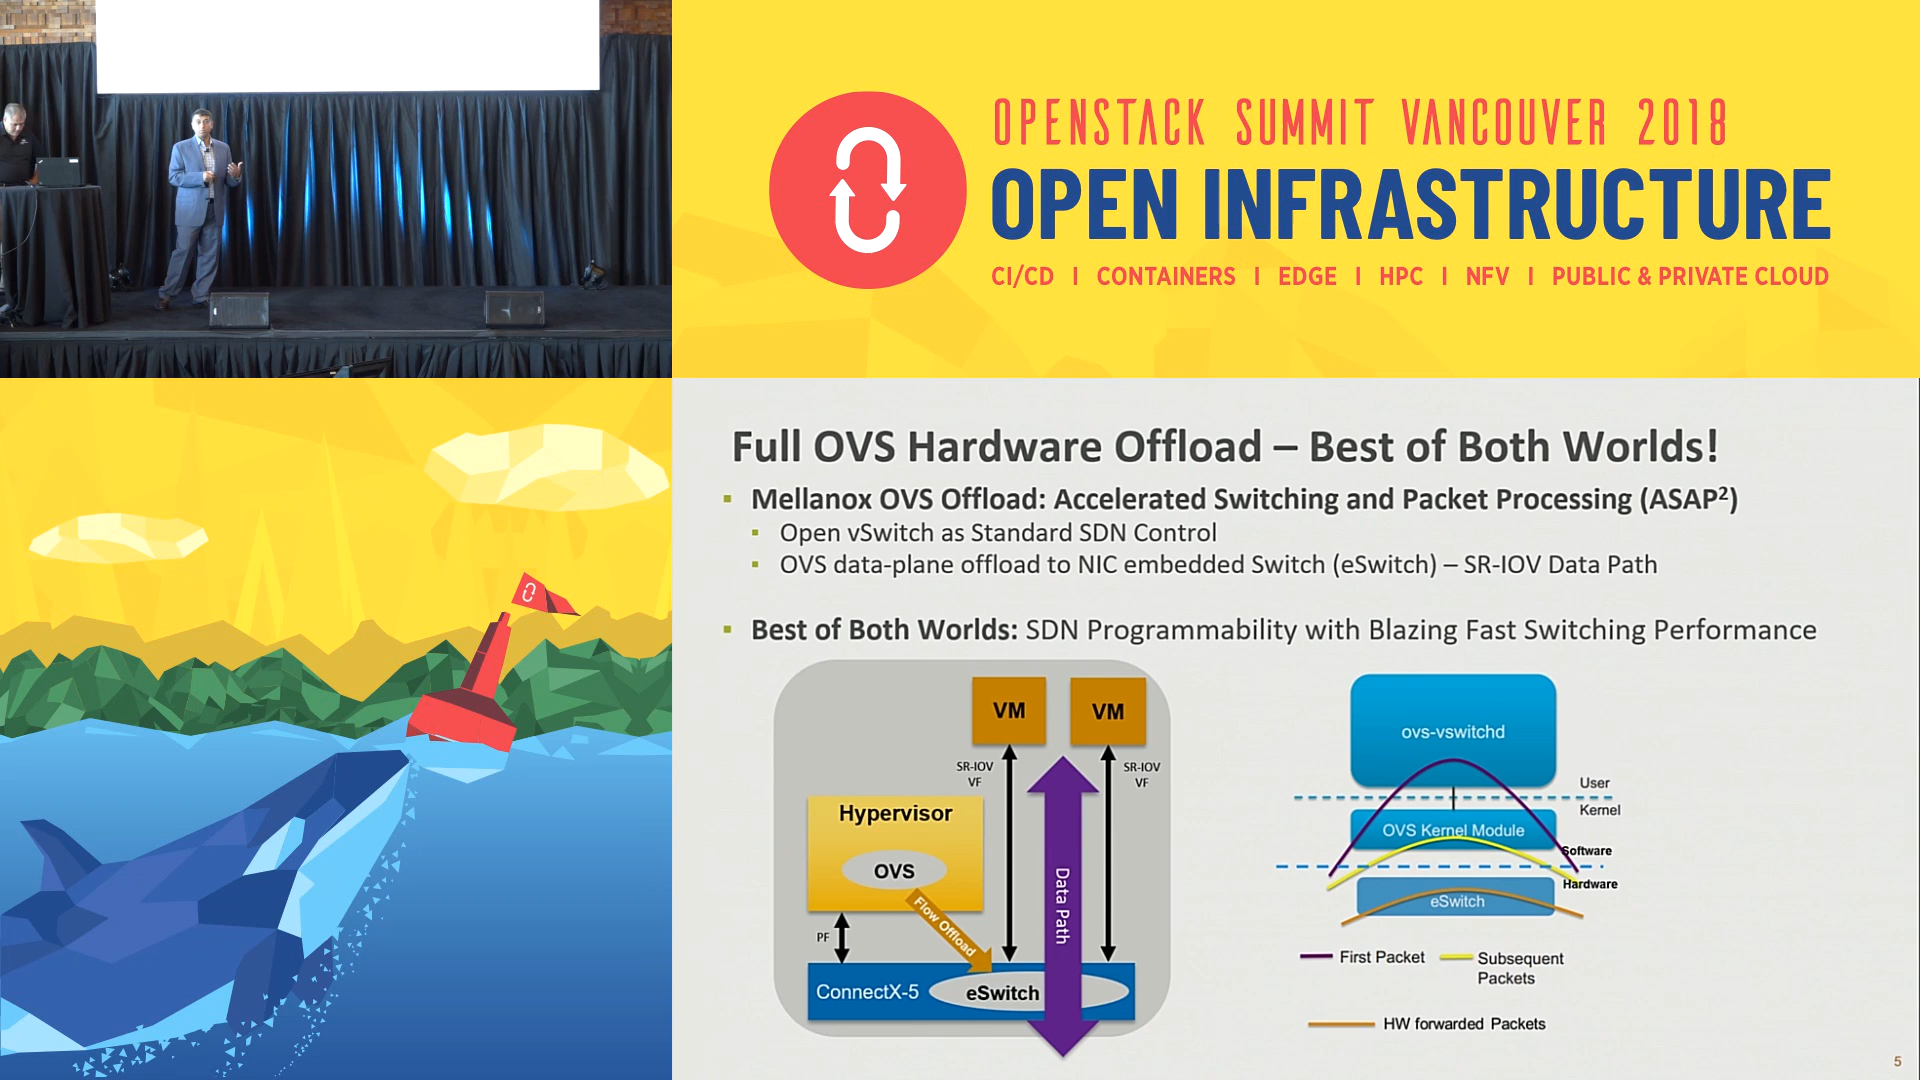 OPENSTACK SUMMIT VANCOUVER 2018
OPEN INFRASTRUCTURE
CI/CD | CONTAINERS | EDGE | HPC | NFV | PUBLIC & PRIVATE CLOUD
Full OVS Hardware Offload – Best of Both Worlds!
▪ Mellanox OVS Offload: Accelerated Switching and Packet Processing (ASAP²)
▪ Open vSwitch as Standard SDN Control
▪ OVS data-plane offload to NIC embedded Switch (eSwitch) – SR-IOV Data Path
▪ Best of Both Worlds: SDN Programmability with Blazing Fast Switching Performance
VM
VM
SR-IOV
VF
SR-IOV
VF
Hypervisor
OVS
Flow Offload
Data Path
PF
ConnectX-5
eSwitch
ovs-vswitchd
User
Kernel
OVS Kernel Module
Software
Hardware
eSwitch
First Packet
Subsequent
Packets
HW forwarded Packets
5